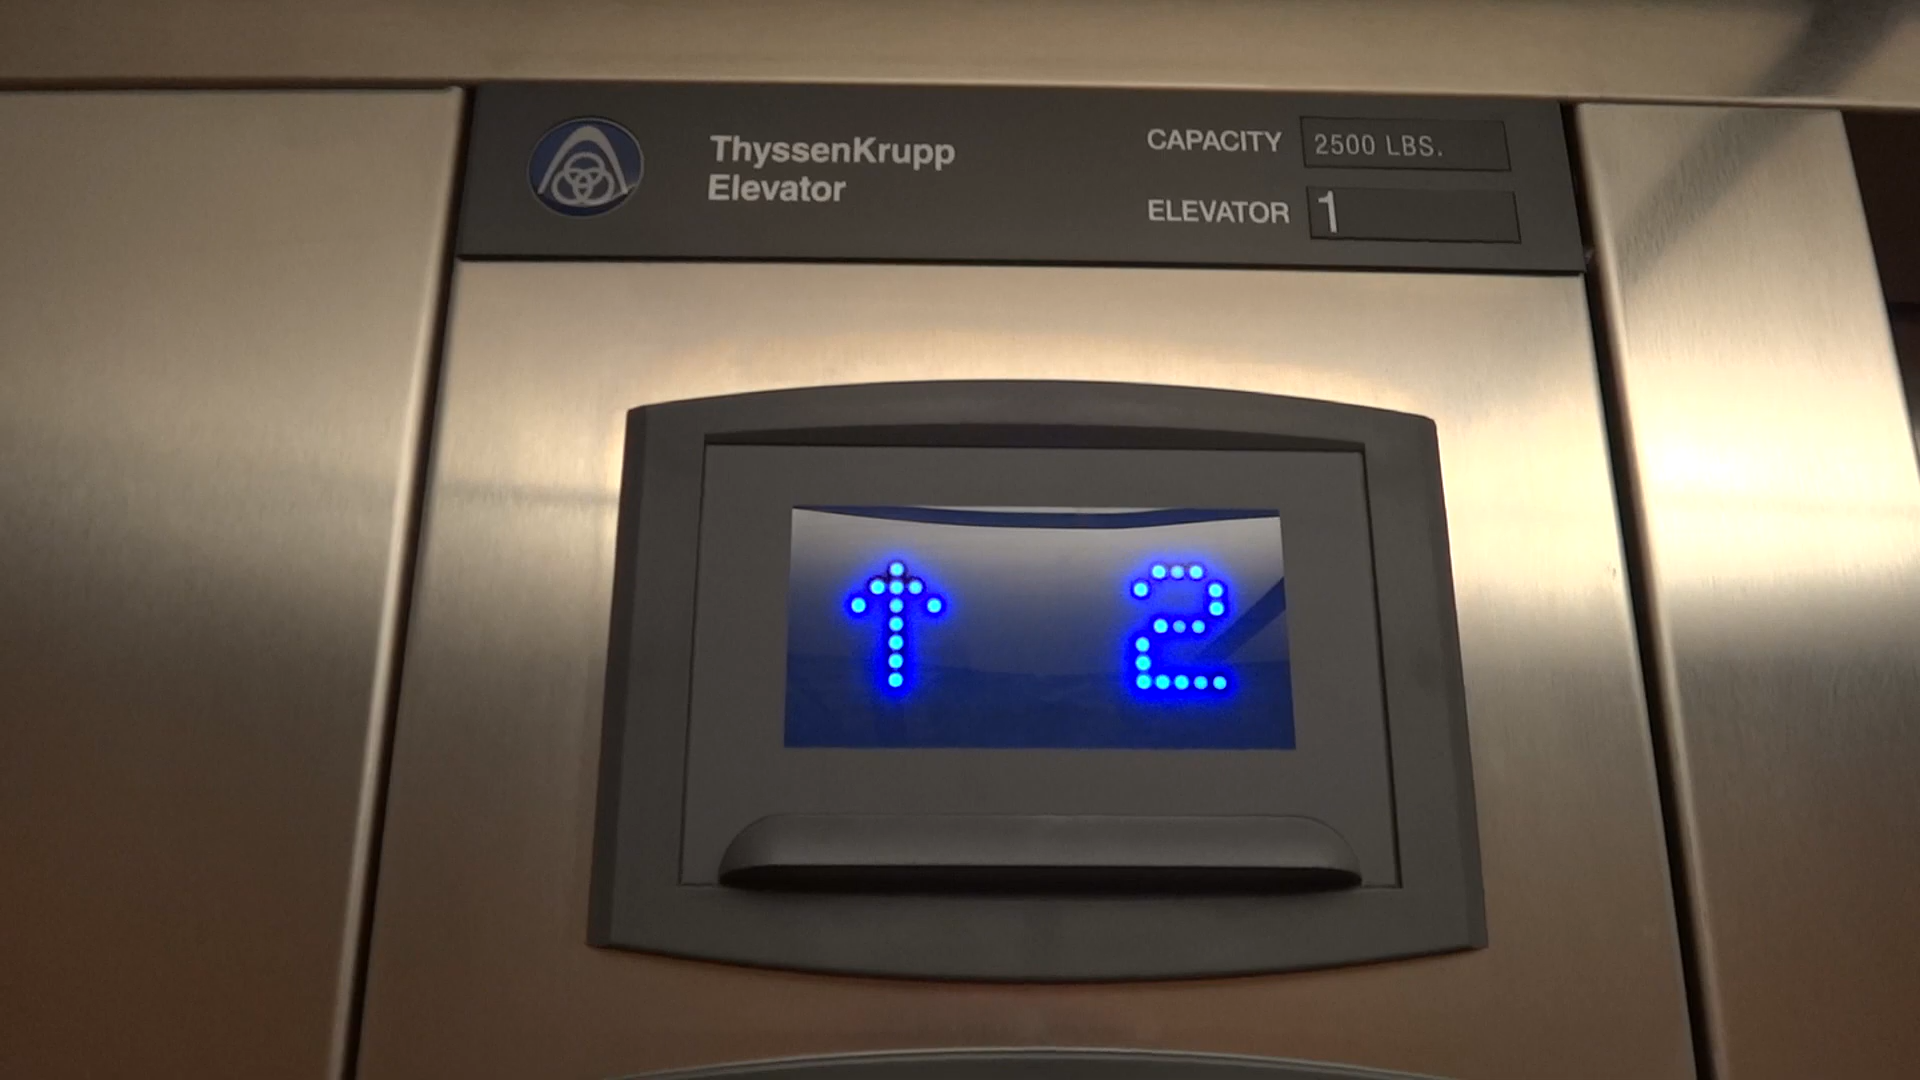 ThyssenKrupp
Elevator
CAPACITY 2500 LBS.
ELEVATOR 1
↑ 2